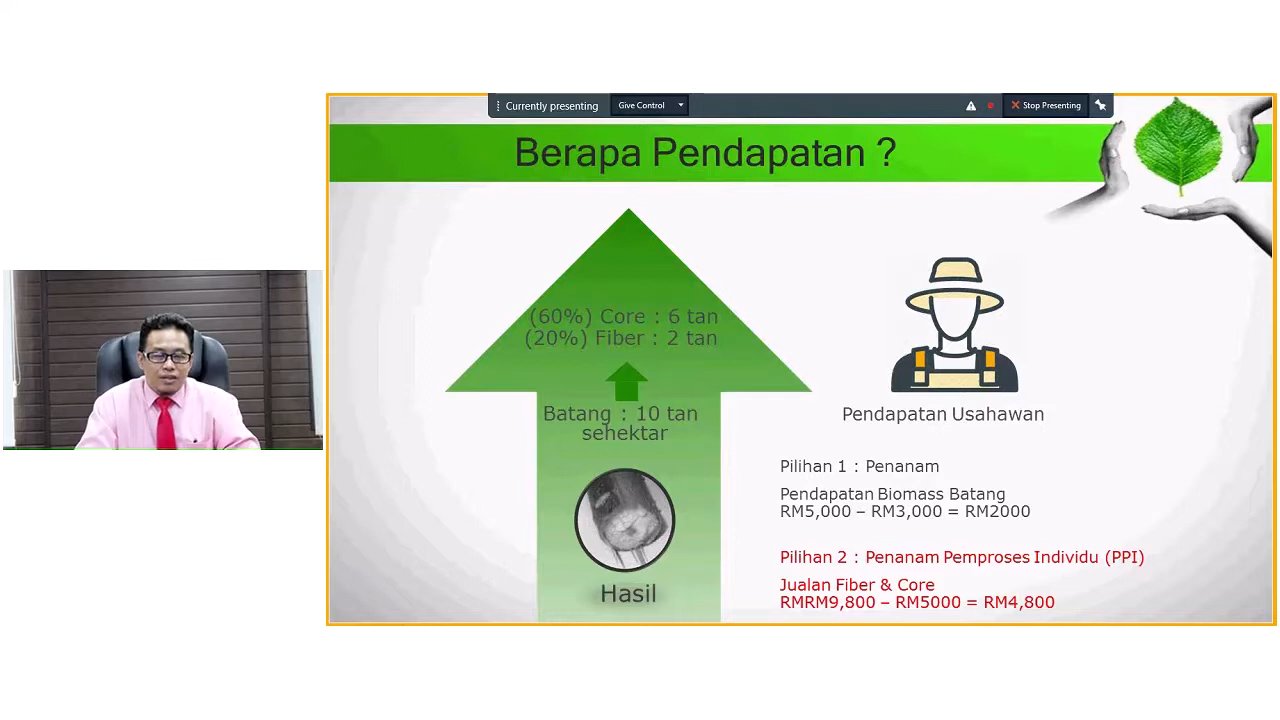 Currently presenting
Give Control
Stop Presenting
Berapa Pendapatan ?
(60%) Core : 6 tan
(20%) Fiber : 2 tan
Batang : 10 tan
sehektar
Hasil
Pendapatan Usahawan
Pilihan 1 : Penanam
Pendapatan Biomass Batang
RM5,000 – RM3,000 = RM2000
Pilihan 2 : Penanam Pemproses Individu (PPI)
Jualan Fiber & Core
RMRM9,800 – RM5000 = RM4,800